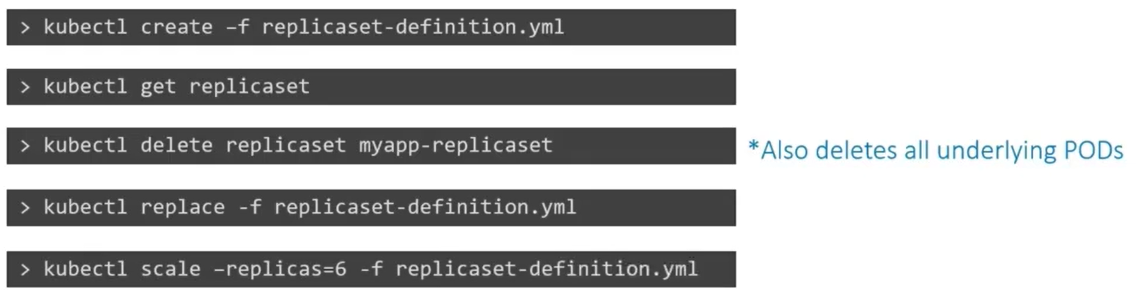 > kubectl create –f replicaset-definition.yml
> kubectl get replicaset
> kubectl delete replicaset myapp-replicaset *Also deletes all underlying PODs
> kubectl replace -f replicaset-definition.yml
> kubectl scale –replicas=6 -f replicaset-definition.yml